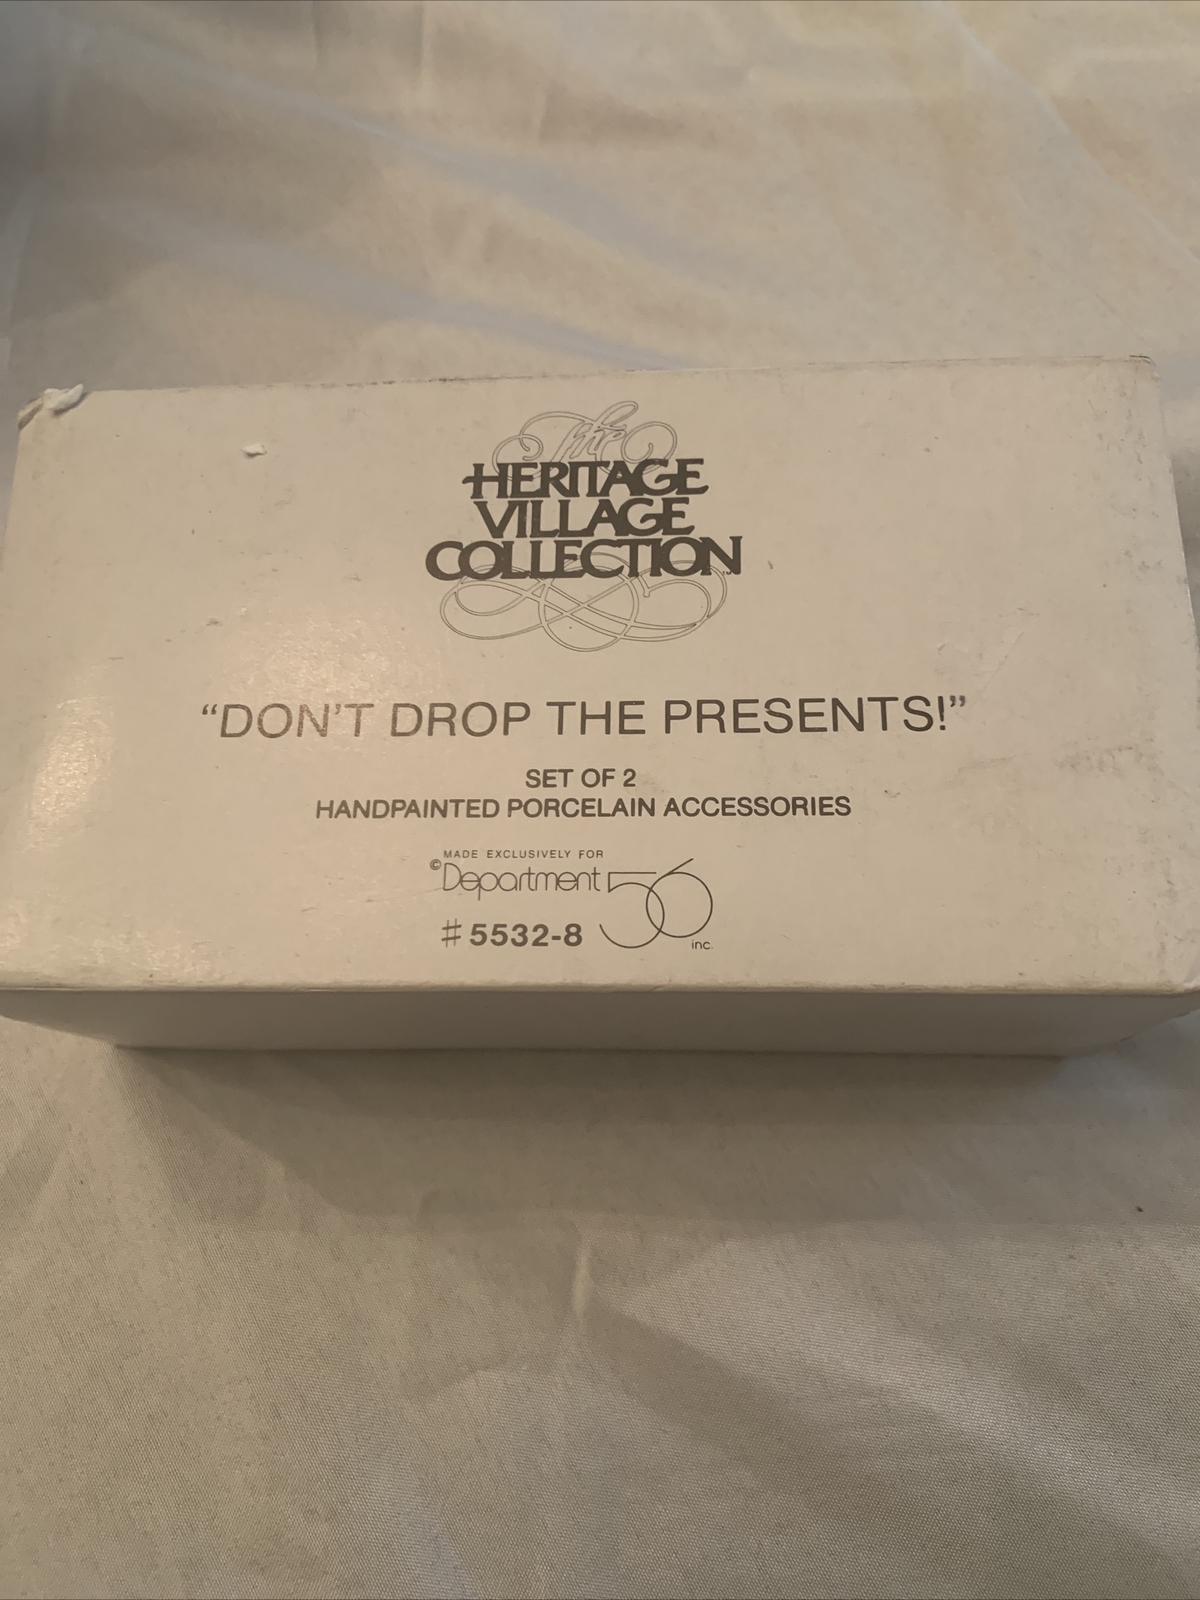 The
HERITAGE
VILLAGE
COLLECTION™
“DON'T DROP THE PRESENTS!”
SET OF 2
HANDPAINTED PORCELAIN ACCESSORIES
MADE EXCLUSIVELY FOR
©Department 56
#5532-8
inc.